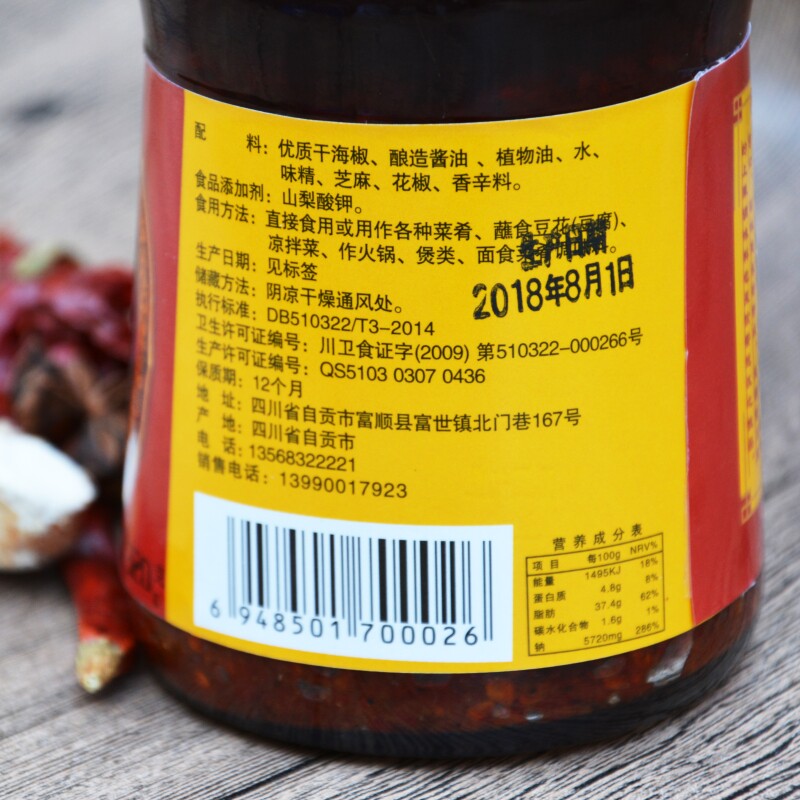 配料：优质干海椒、酿造酱油、植物油、水、
味精、芝麻、花椒、香辛料。
食品添加剂：山梨酸钾。
食用方法：直接食用或用作各种菜肴、蘸食豆花(豆腐)、
凉拌菜、作火锅、煲类、面食
生产日期：见标签
生产日期
2018年8月1日
储藏方法：阴凉干燥通风处。
执行标准：DB510322/T3-2014
卫生许可证编号：川卫食证字(2009) 第510322-000266号
生产许可证编号：QS5103 0307 0436
保质期：12个月
地址：四川省自贡市富顺县富世镇北门巷167号
产地：四川省自贡市
电话：13568322221
销售电话：13990017923
6 948501 700026
营养成分表
项目 每100g NRV%
能量 1495KJ 18%
蛋白质 4.8g 8%
脂肪 37.4g 62%
碳水化合物 1.6g 1%
钠 5720mg 286%